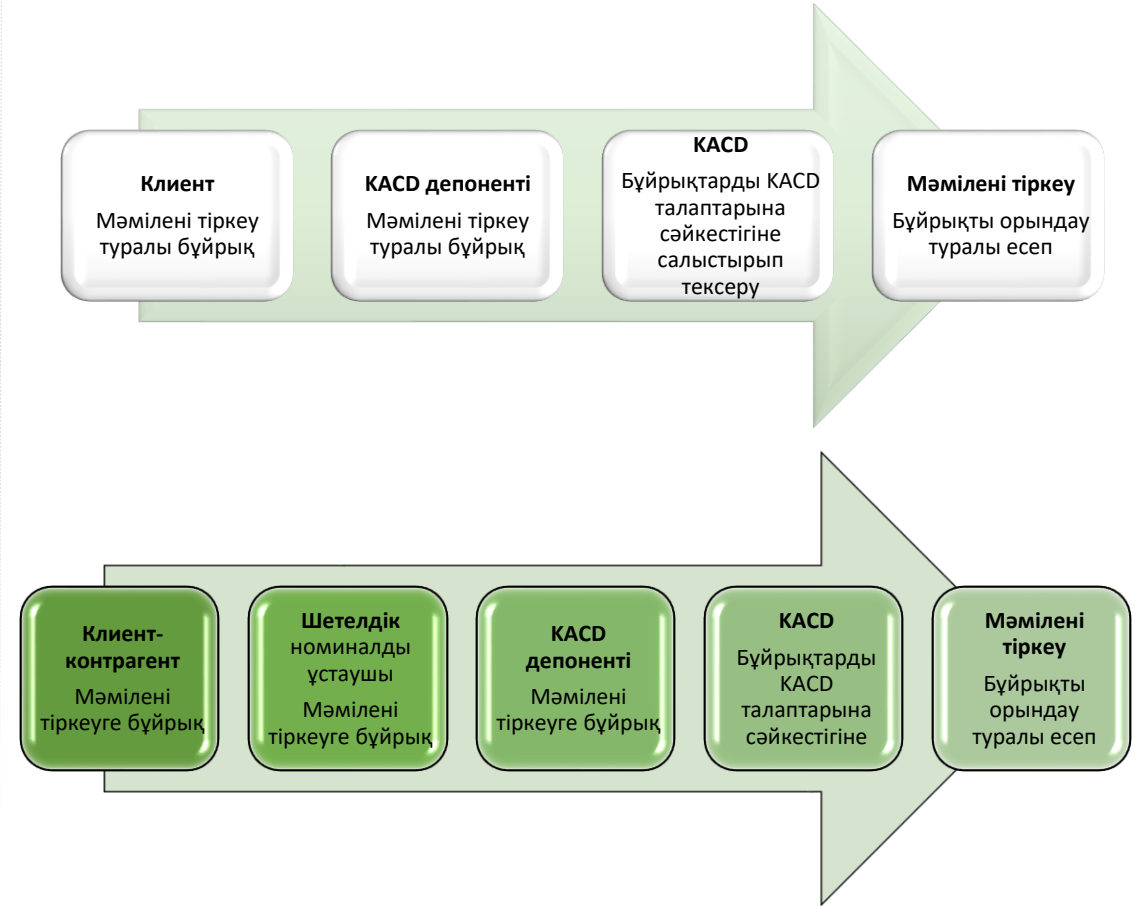 Клиент
Мәмілені тіркеу
туралы бұйрық
KACD депоненті
Мәмілені тіркеу
туралы бұйрық
KACD
Бұйрықтарды KACD
талаптарына
сәйкестігіне
салыстырып
тексеру
Мәмілені тіркеу
Бұйрықты орындау
туралы есеп
Клиент-
контрагент
Мәмілені
тіркеуге бұйрық
Шетелдік
номиналды
ұстаушы
Мәмілені
тіркеуге бұйрық
KACD
депоненті
Мәмілені
тіркеуге бұйрық
KACD
Бұйрықтарды
KACD
талаптарына
сәйкестігіне
Мәмілені
тіркеу
Бұйрықты
орындау
туралы есеп